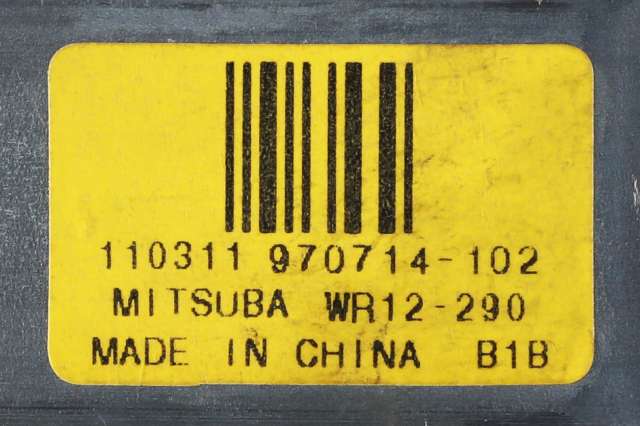 110311 970714-102
MITSUBA WR12-290
MADE IN CHINA B1B